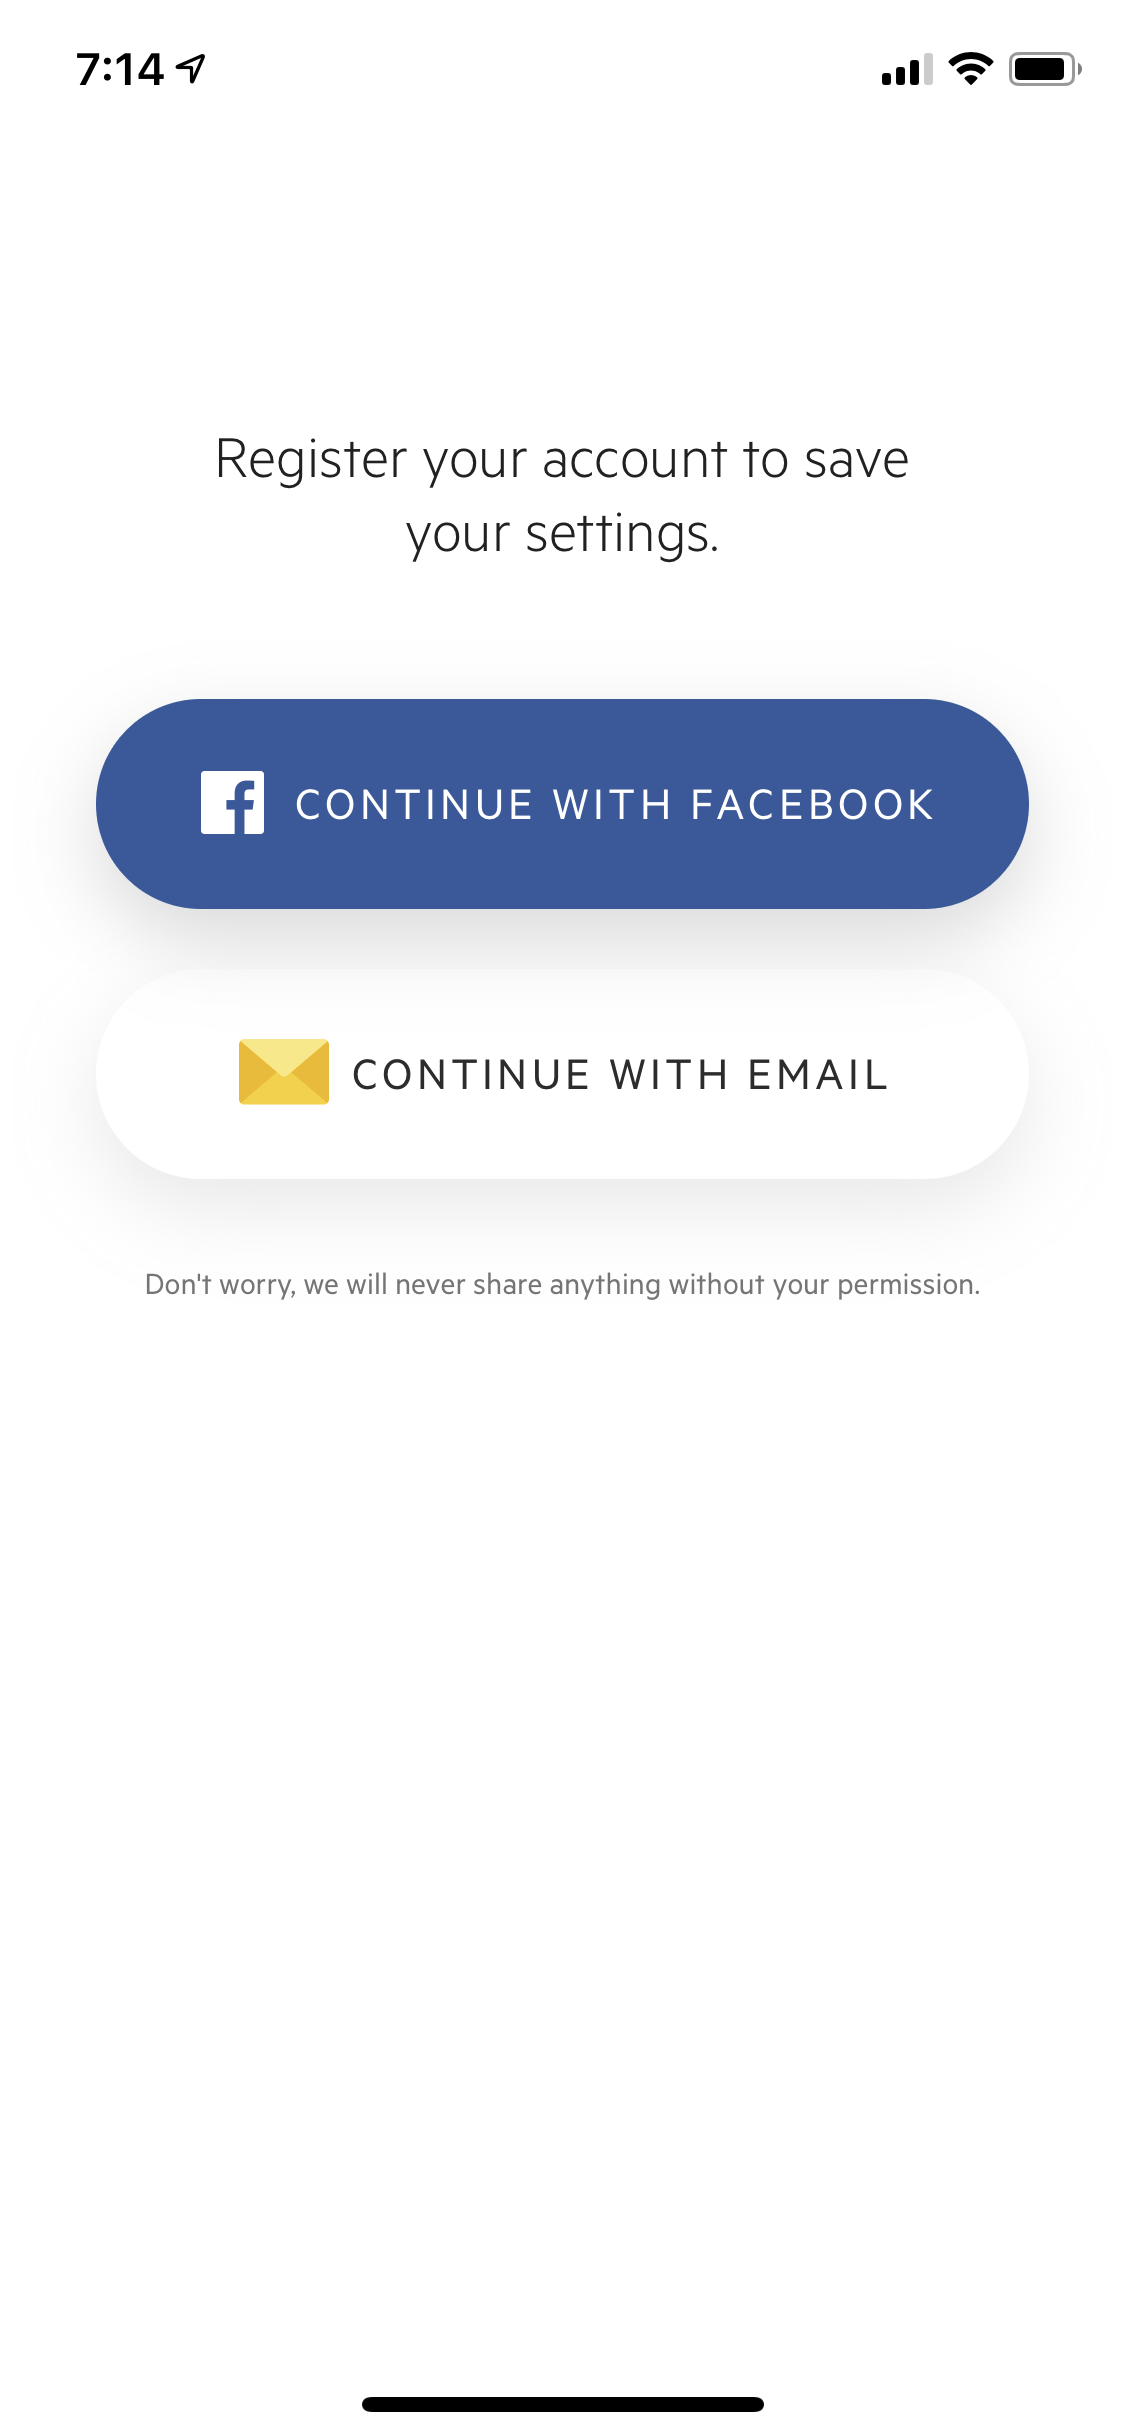 7:14
Register your account to save
your settings.
CONTINUE WITH FACEBOOK
CONTINUE WITH EMAIL
Don't worry, we will never share anything without your permission.